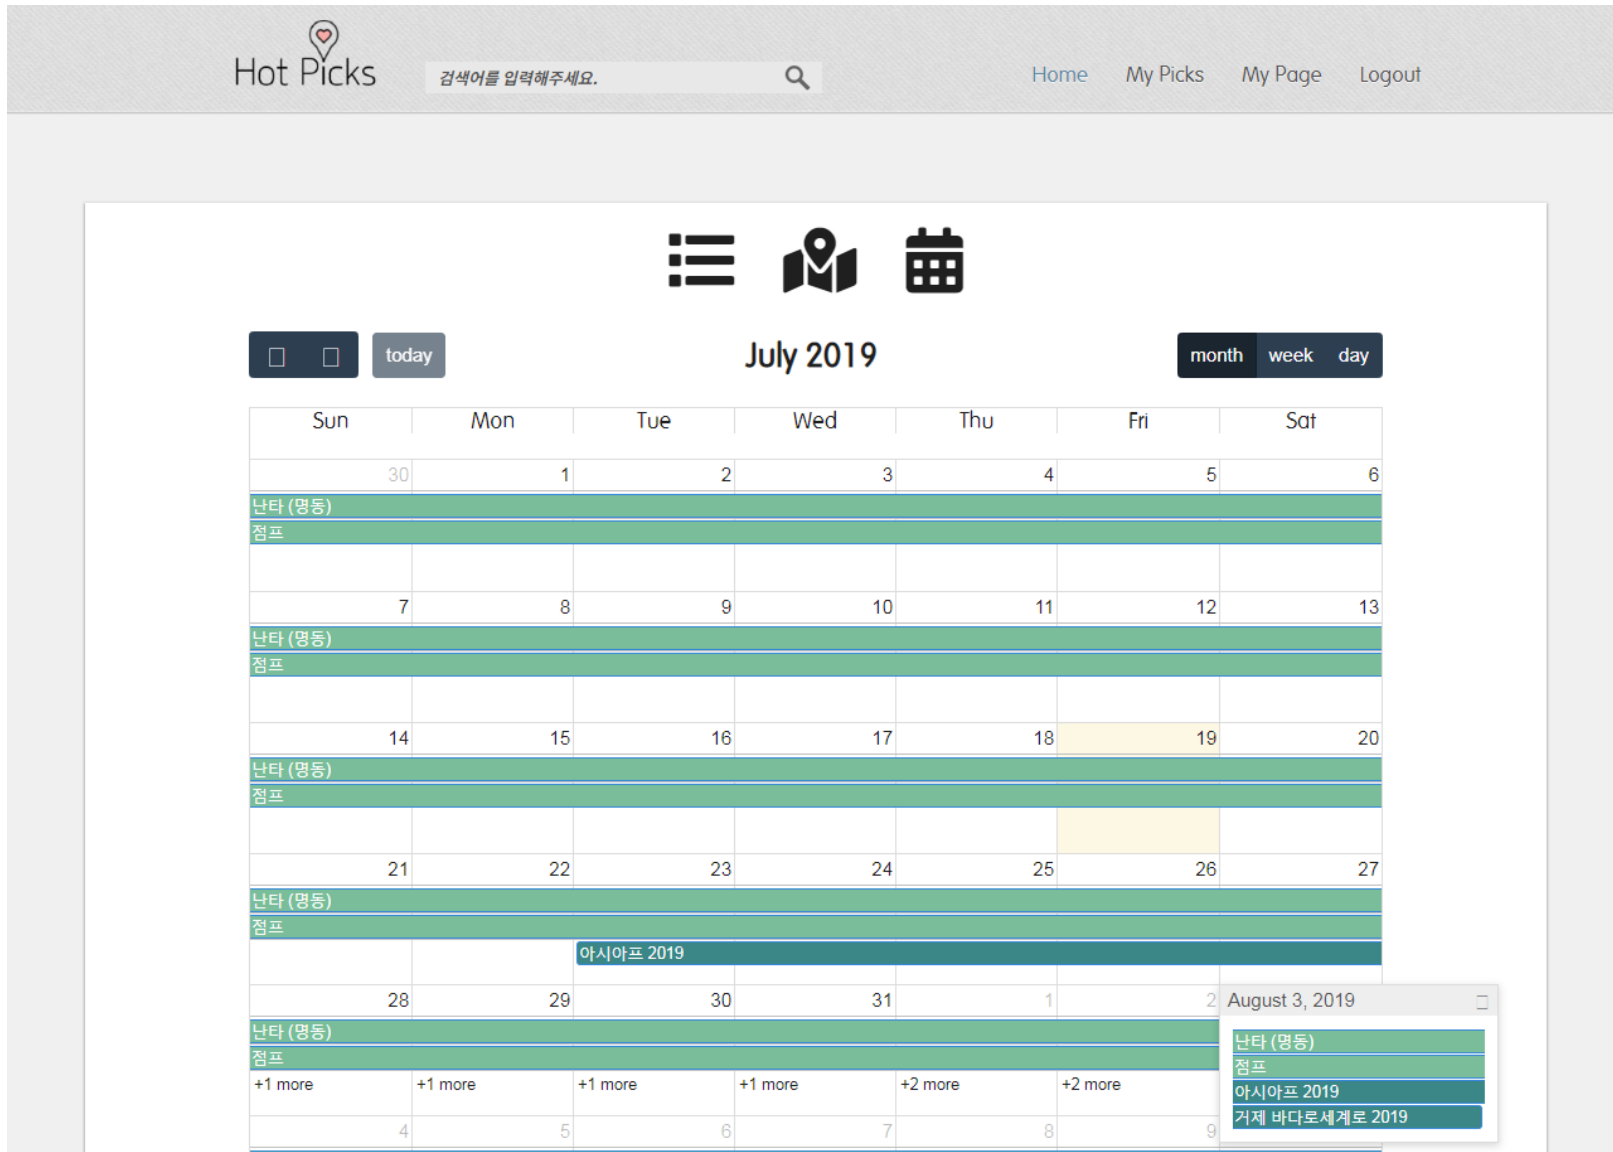 Hot Picks
검색어를 입력해주세요.
Home My Picks My Page Logout
today
July 2019
month week day
Sun Mon Tue Wed Thu Fri Sat
30 1 2 3 4 5 6
난타 (명동)
점프
7 8 9 10 11 12 13
난타 (명동)
점프
14 15 16 17 18 19 20
난타 (명동)
점프
21 22 23 24 25 26 27
난타 (명동)
점프
아시아프 2019
28 29 30 31 1 2
난타 (명동)
점프
+1 more +1 more +1 more +1 more +2 more +2 more
4 5 6 7 8 9
August 3, 2019
난타 (명동)
점프
아시아프 2019
거제 바다로세계로 2019